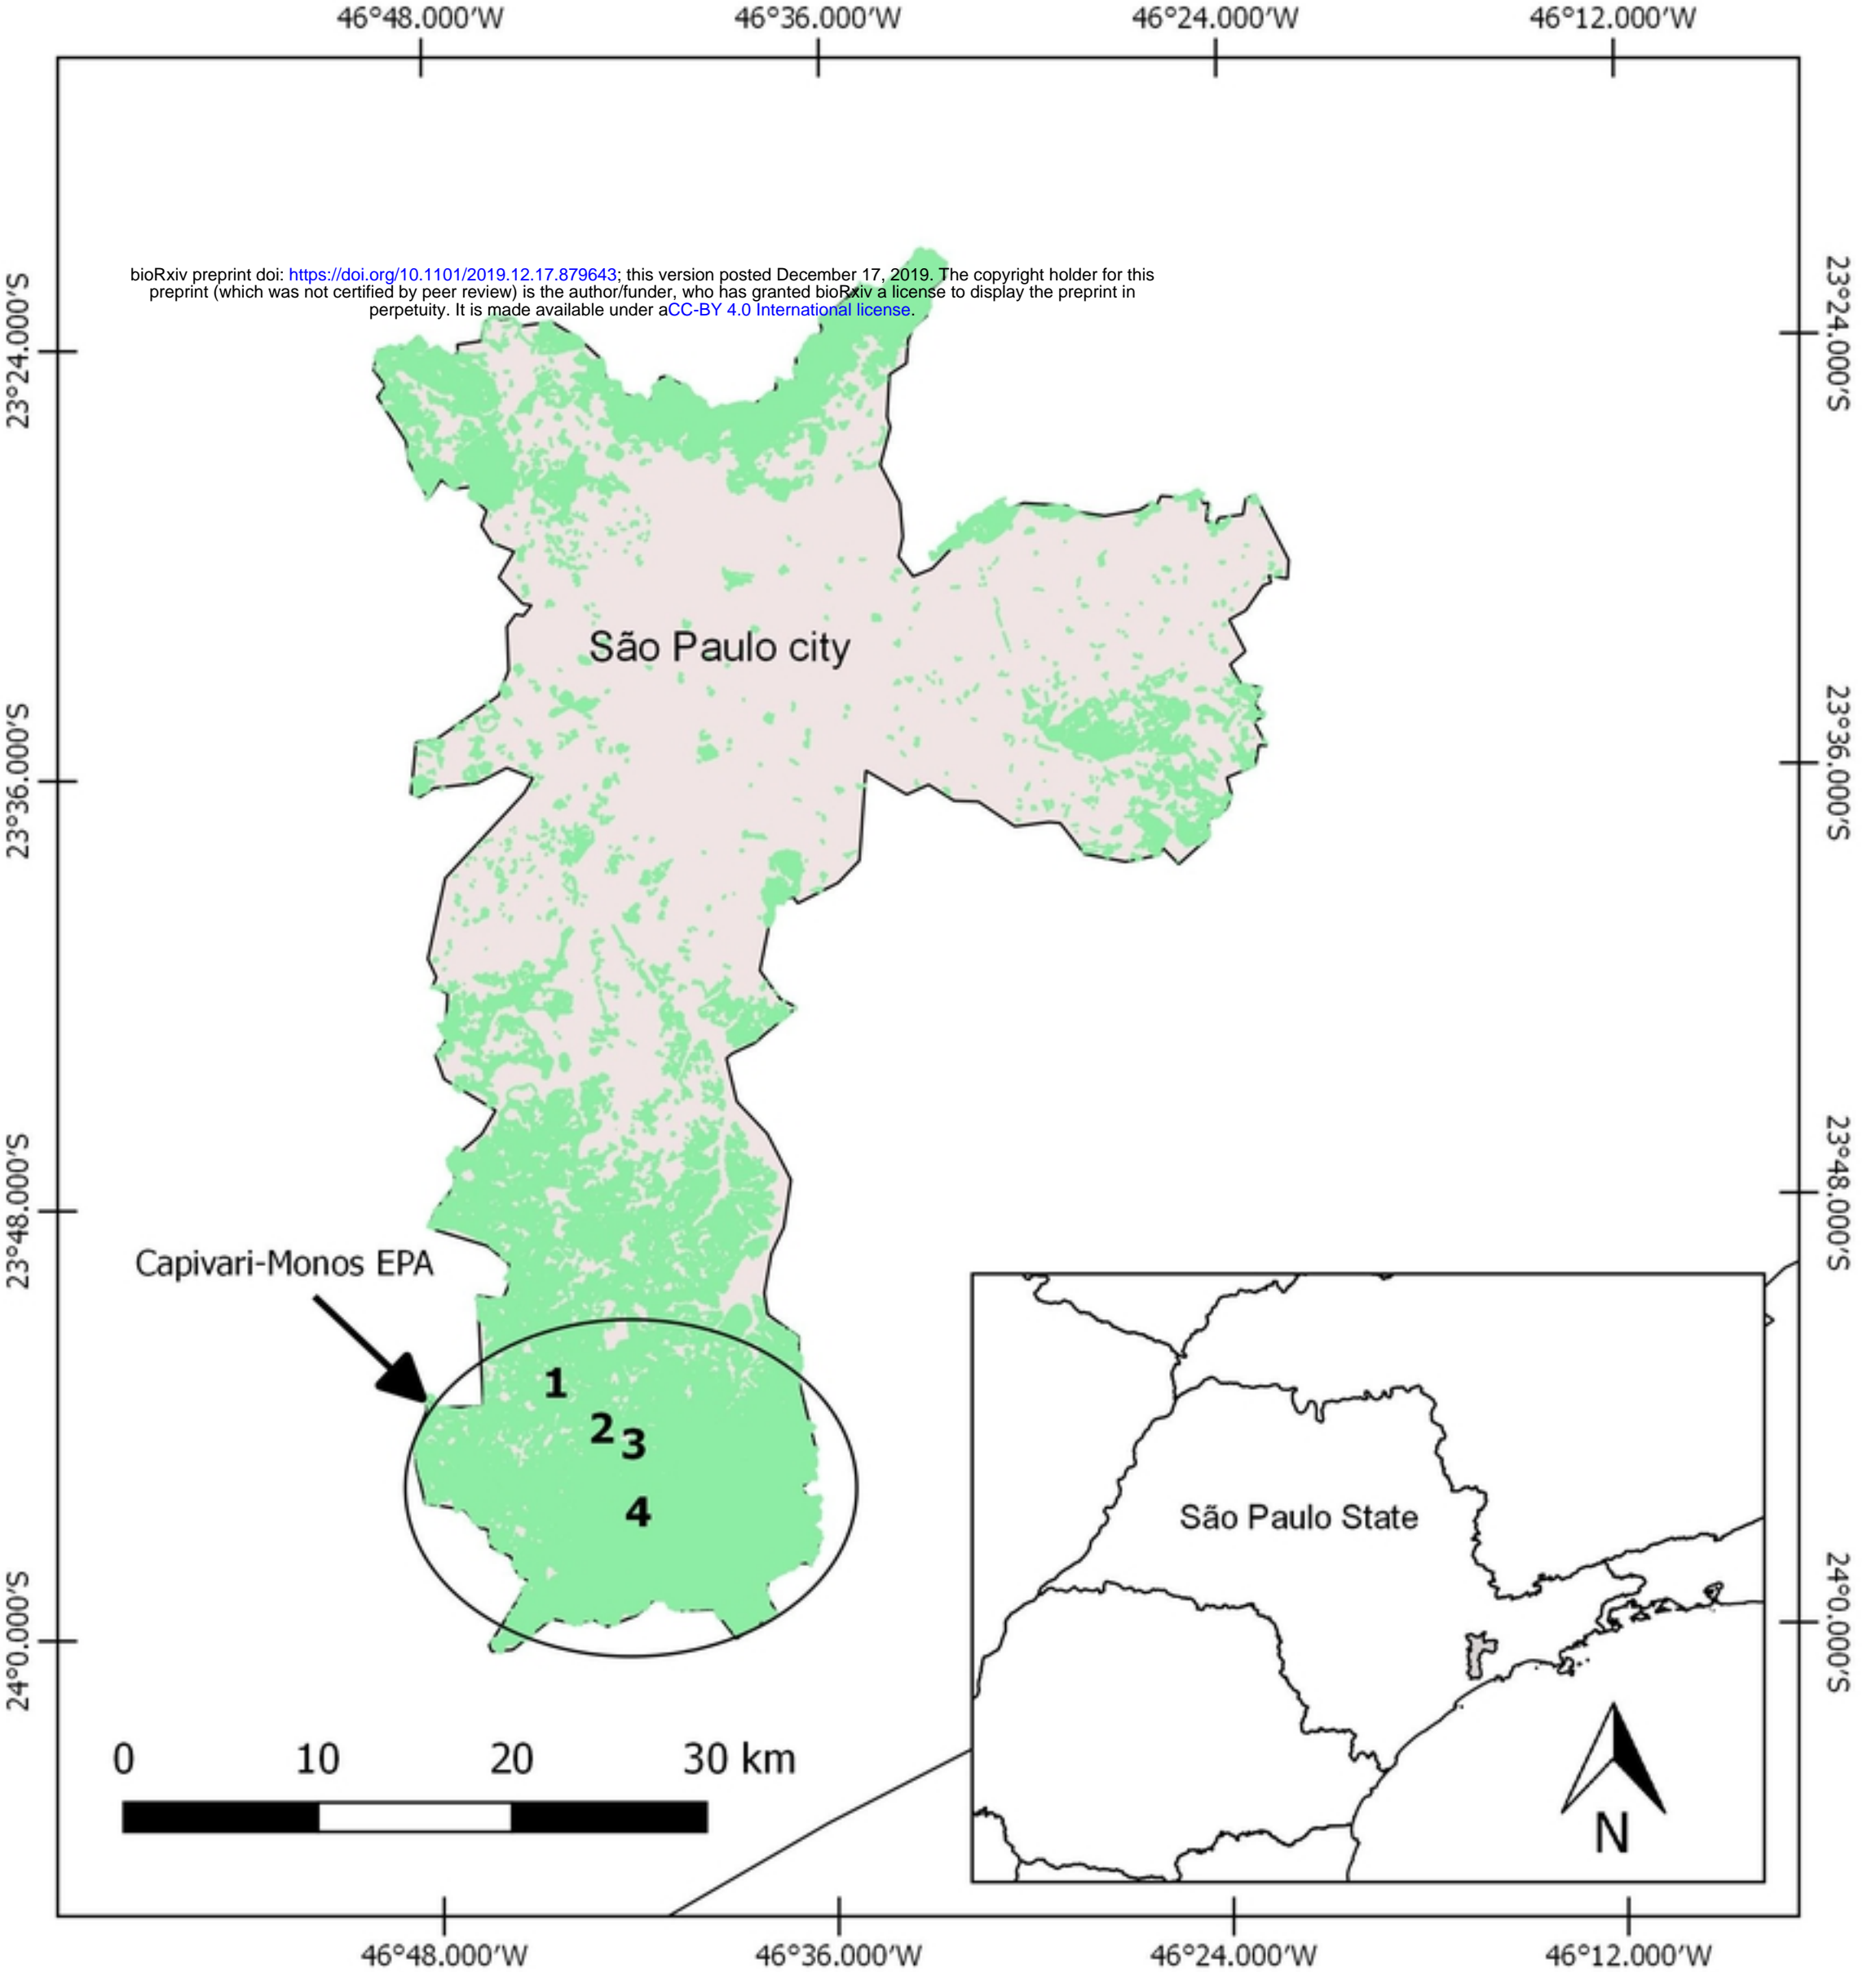 46°48.000′W 46°36.000′W 46°24.000′W 46°12.000′W
bioRxiv preprint doi: https://doi.org/10.1101/2019.12.17.879643; this version posted December 17, 2019. The copyright holder for this
preprint (which was not certified by peer review) is the author/funder, who has granted bioRxiv a license to display the preprint in
perpetuity. It is made available under aCC-BY 4.0 International license.
23°24.000′S
23°24.000′S
São Paulo city
23°36.000′S
23°36.000′S
23°48.000′S
23°48.000′S
Capivari-Monos EPA
1
2
3
4
São Paulo State
24°0.000′S
24°0.000′S
0 10 20 30 km
N
46°48.000′W 46°36.000′W 46°24.000′W 46°12.000′W